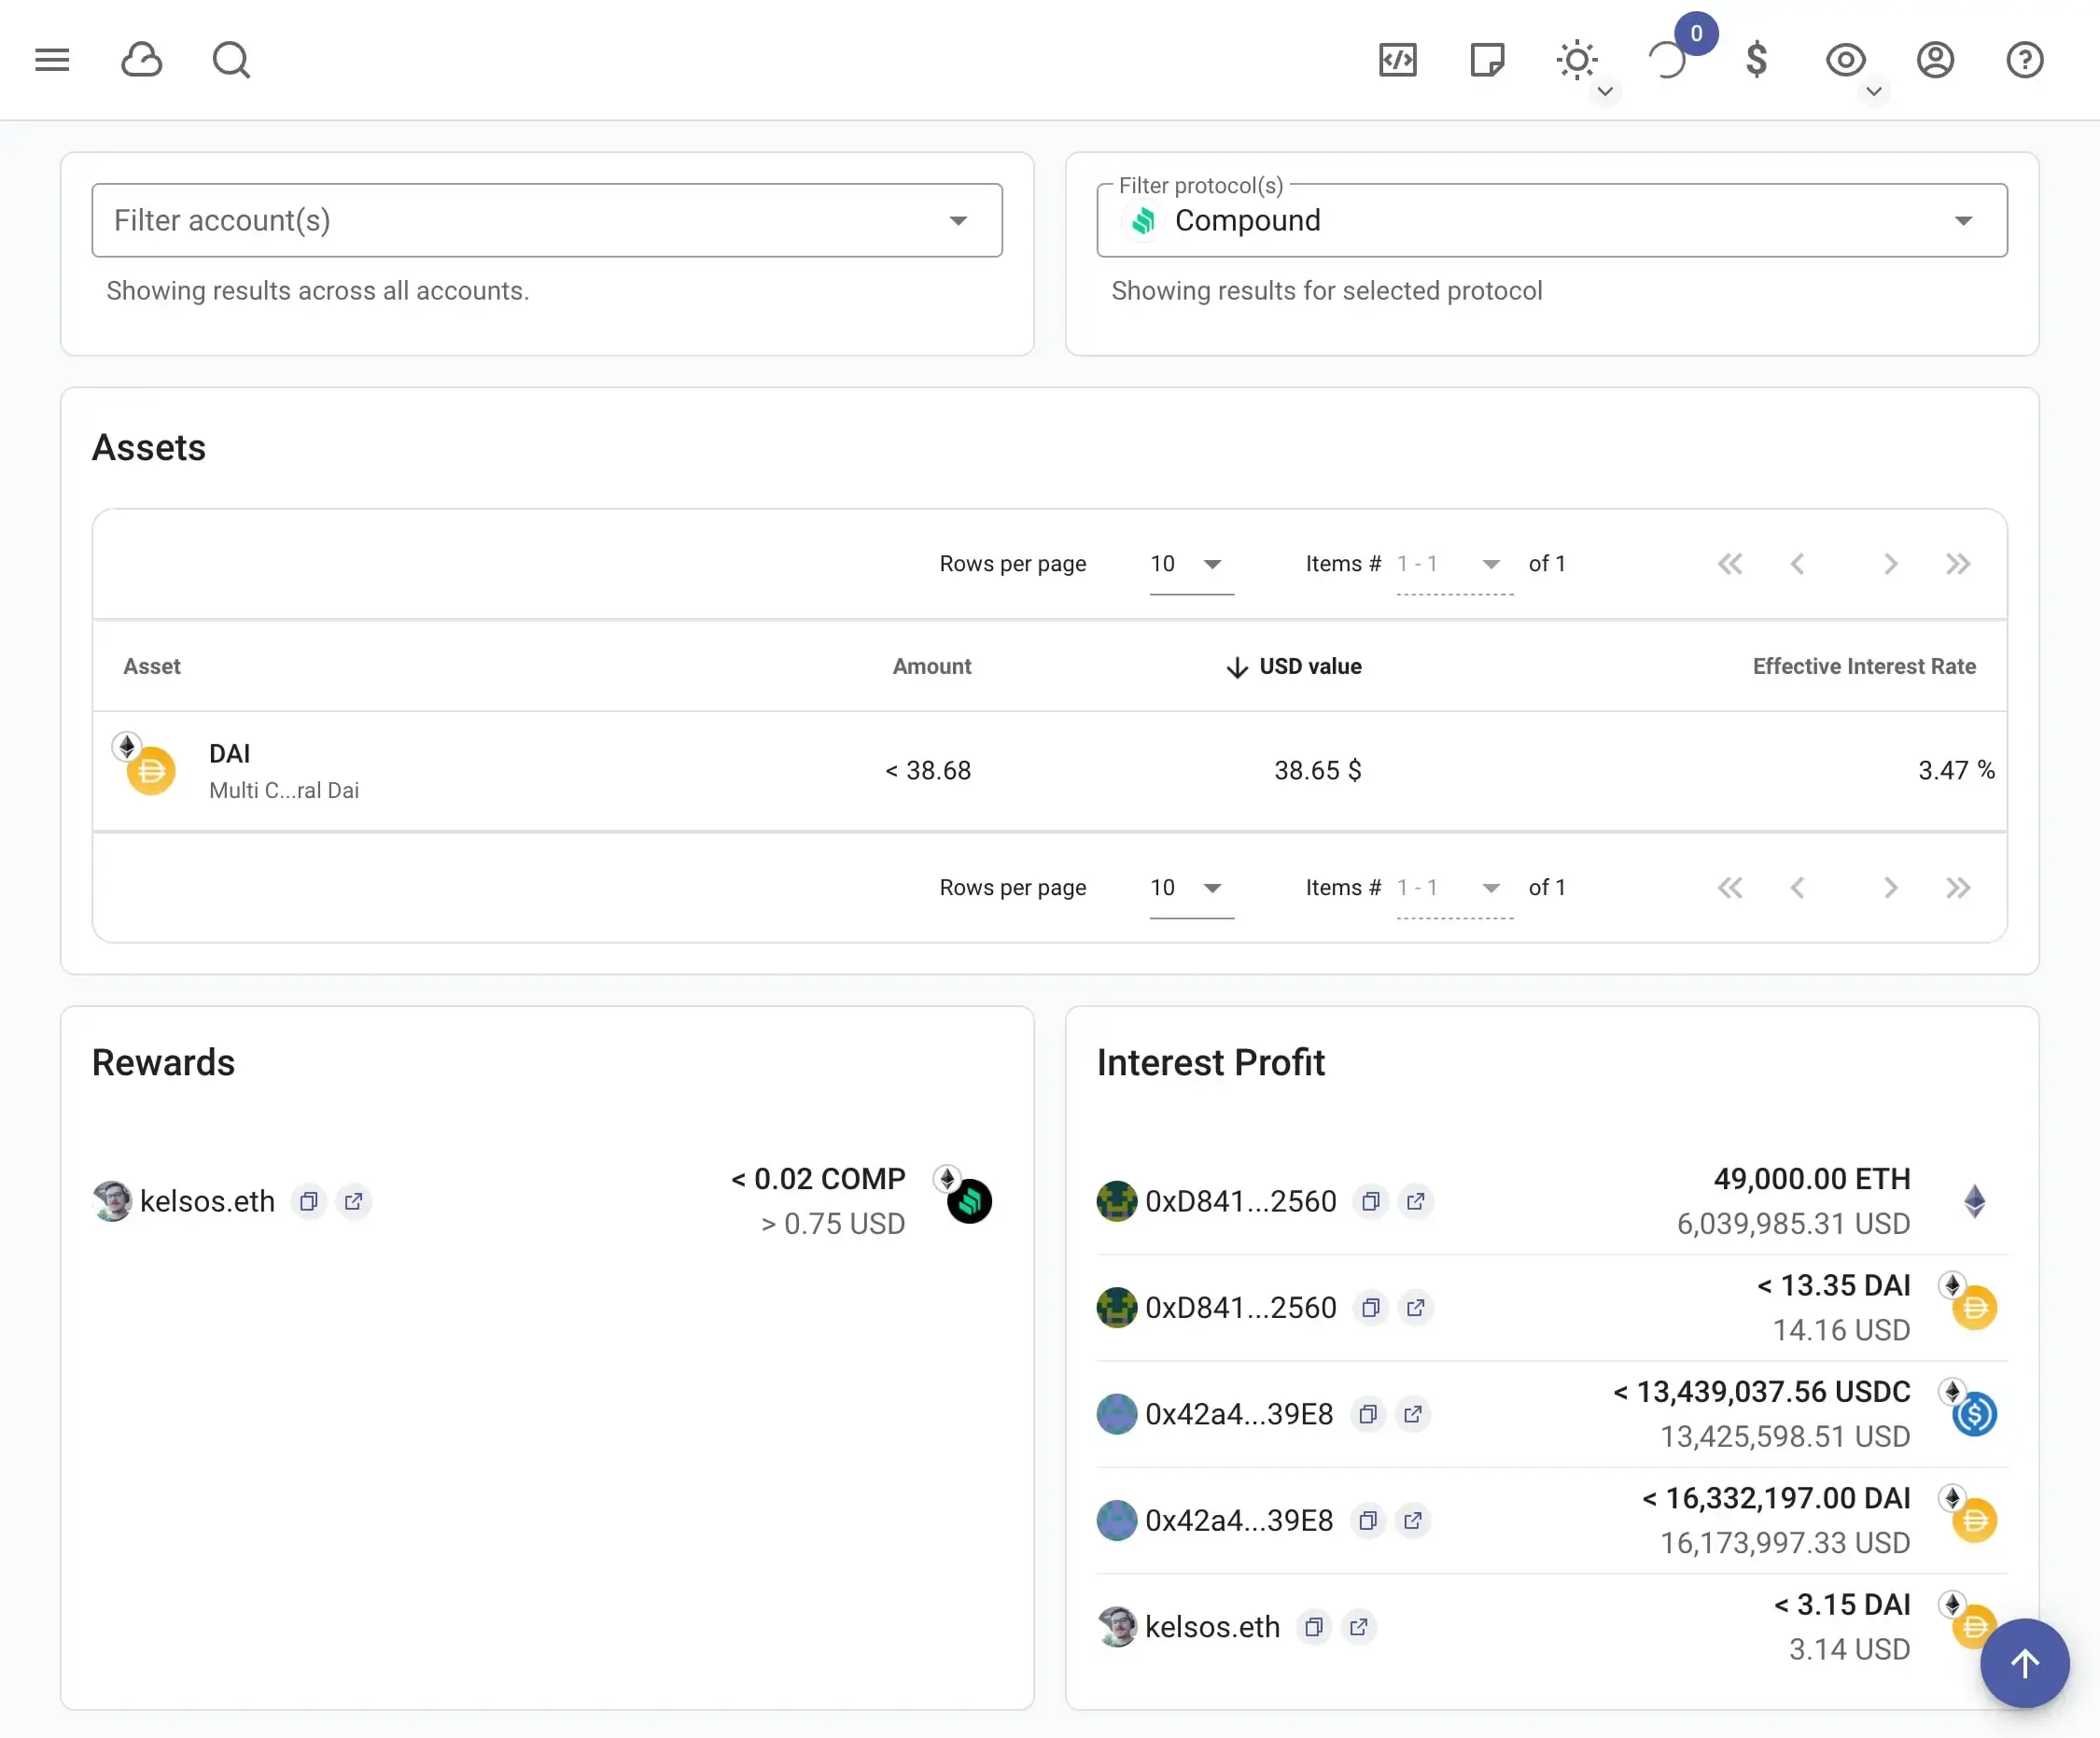 0
Filter account(s)
Showing results across all accounts.
Filter protocol(s)
Compound
Showing results for selected protocol
Assets
Rows per page 10 Items # 1 - 1 of 1
Asset Amount USD value Effective Interest Rate
DAI
Multi C...ral Dai
< 38.68 38.65 $ 3.47 %
Rows per page 10 Items # 1 - 1 of 1
Rewards
kelsos.eth
< 0.02 COMP
> 0.75 USD
Interest Profit
0xD841...2560
49,000.00 ETH
6,039,985.31 USD
0xD841...2560
< 13.35 DAI
14.16 USD
0x42a4...39E8
< 13,439,037.56 USDC
13,425,598.51 USD
0x42a4...39E8
< 16,332,197.00 DAI
16,173,997.33 USD
kelsos.eth
< 3.15 DAI
3.14 USD